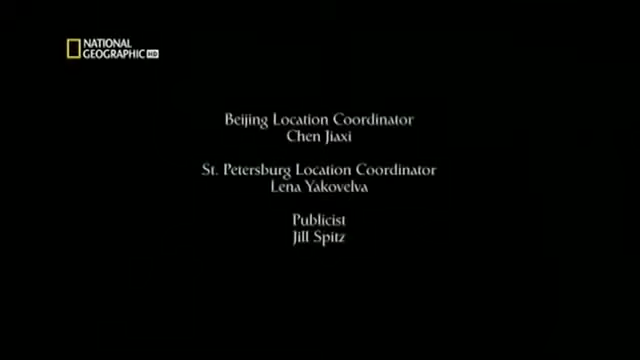 NATIONAL
GEOGRAPHIC HD
Beijing Location Coordinator
Chen Jiaxi
St. Petersburg Location Coordinator
Lena Yakovelva
Publicist
Jill Spitz